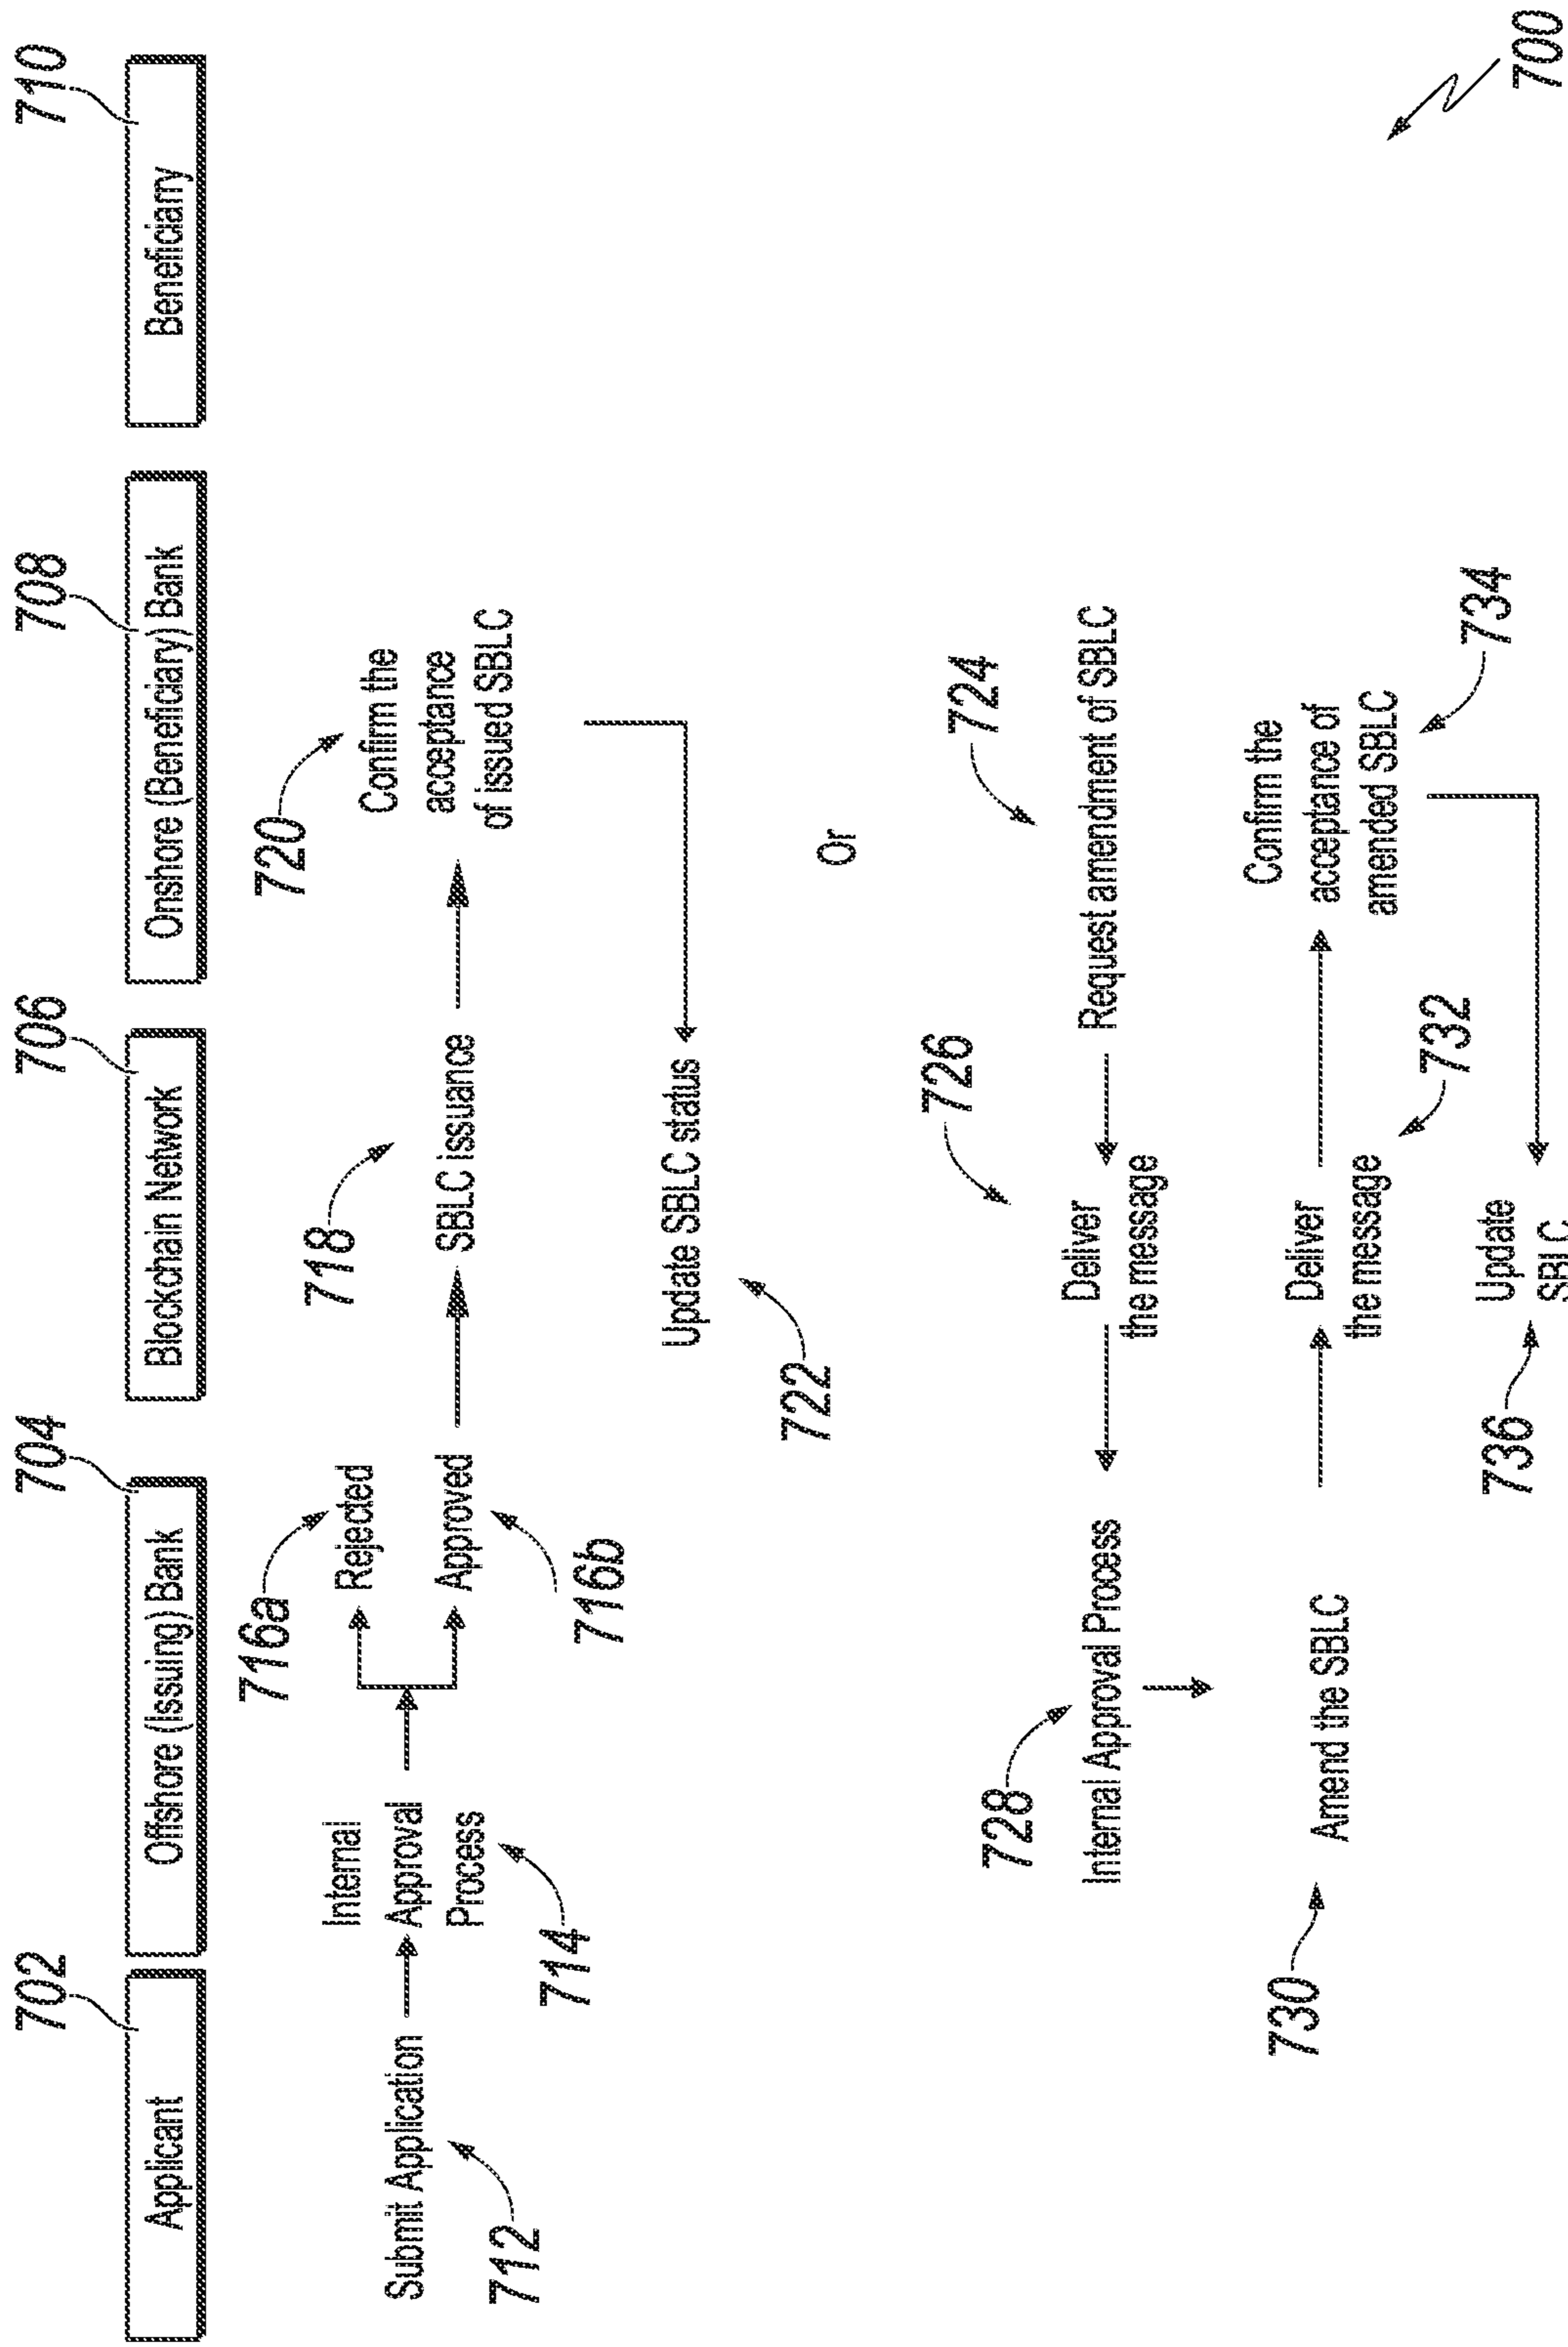 702
704
706
708
710
Applicant
Offshore (Issuing) Bank
Blockchain Network
Onshore (Beneficiary) Bank
Beneficiarry
716a
718
720
Submit Application
Internal
Approval
Process
Rejected
Approved
SBLC issuance
Confirm the
acceptance
of issued SBLC
712
714
716b
Update SBLC status
722
Or
726
724
728
Internal Approval Process
Deliver
the message
Request amendment of SBLC
730
Amend the SBLC
Deliver
the message
732
Confirm the
acceptance of
amended SBLC
734
736
Update
SBLC
700